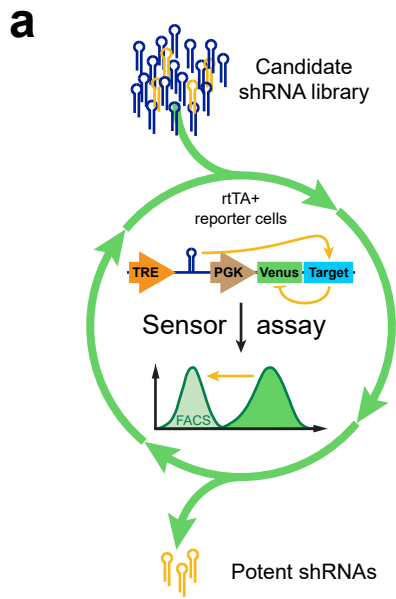 a
Candidate
shRNA library
rtTA+
reporter cells
TRE
PGK
Venus
Target
Sensor assay
FACS
Potent shRNAs